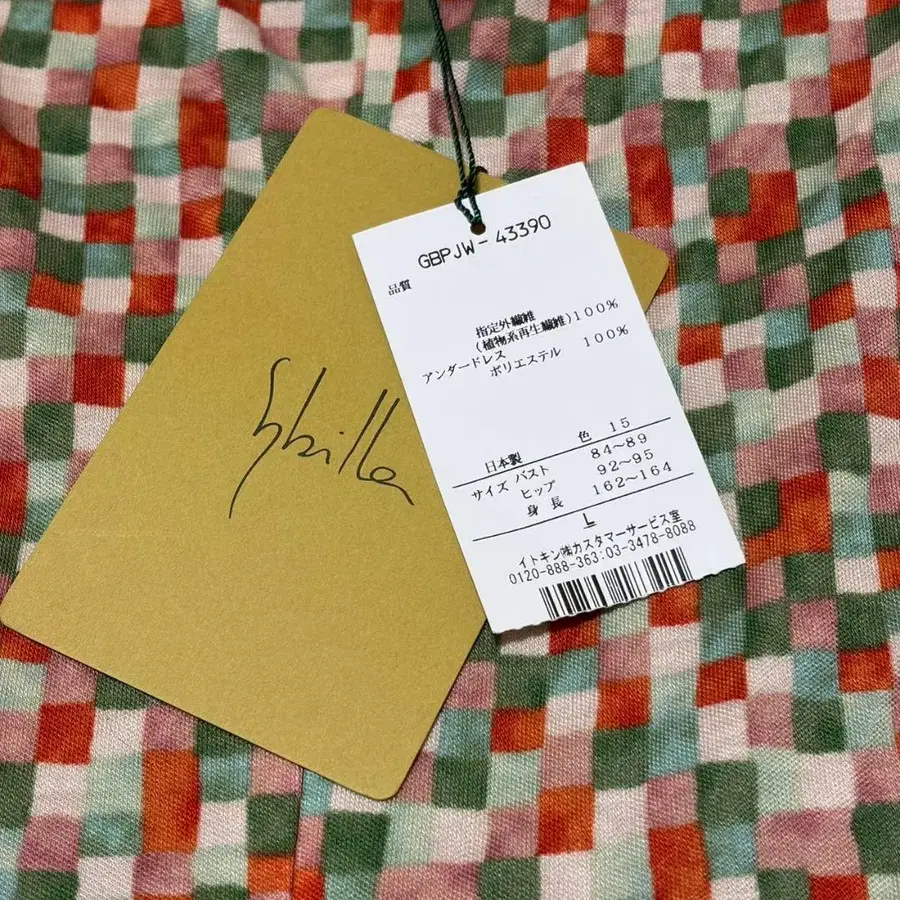 Sybilla
GBPJW-43390
品質
指定外繊維
(植物系再生繊維)100%
アンダードレス
ポリエステル 100%
色 15
日本製
サイズ バスト 84~89
ヒップ 92~95
身長 162~164
L
イトキン㈱カスタマーサービス室
0120-888-363:03-3478-8088